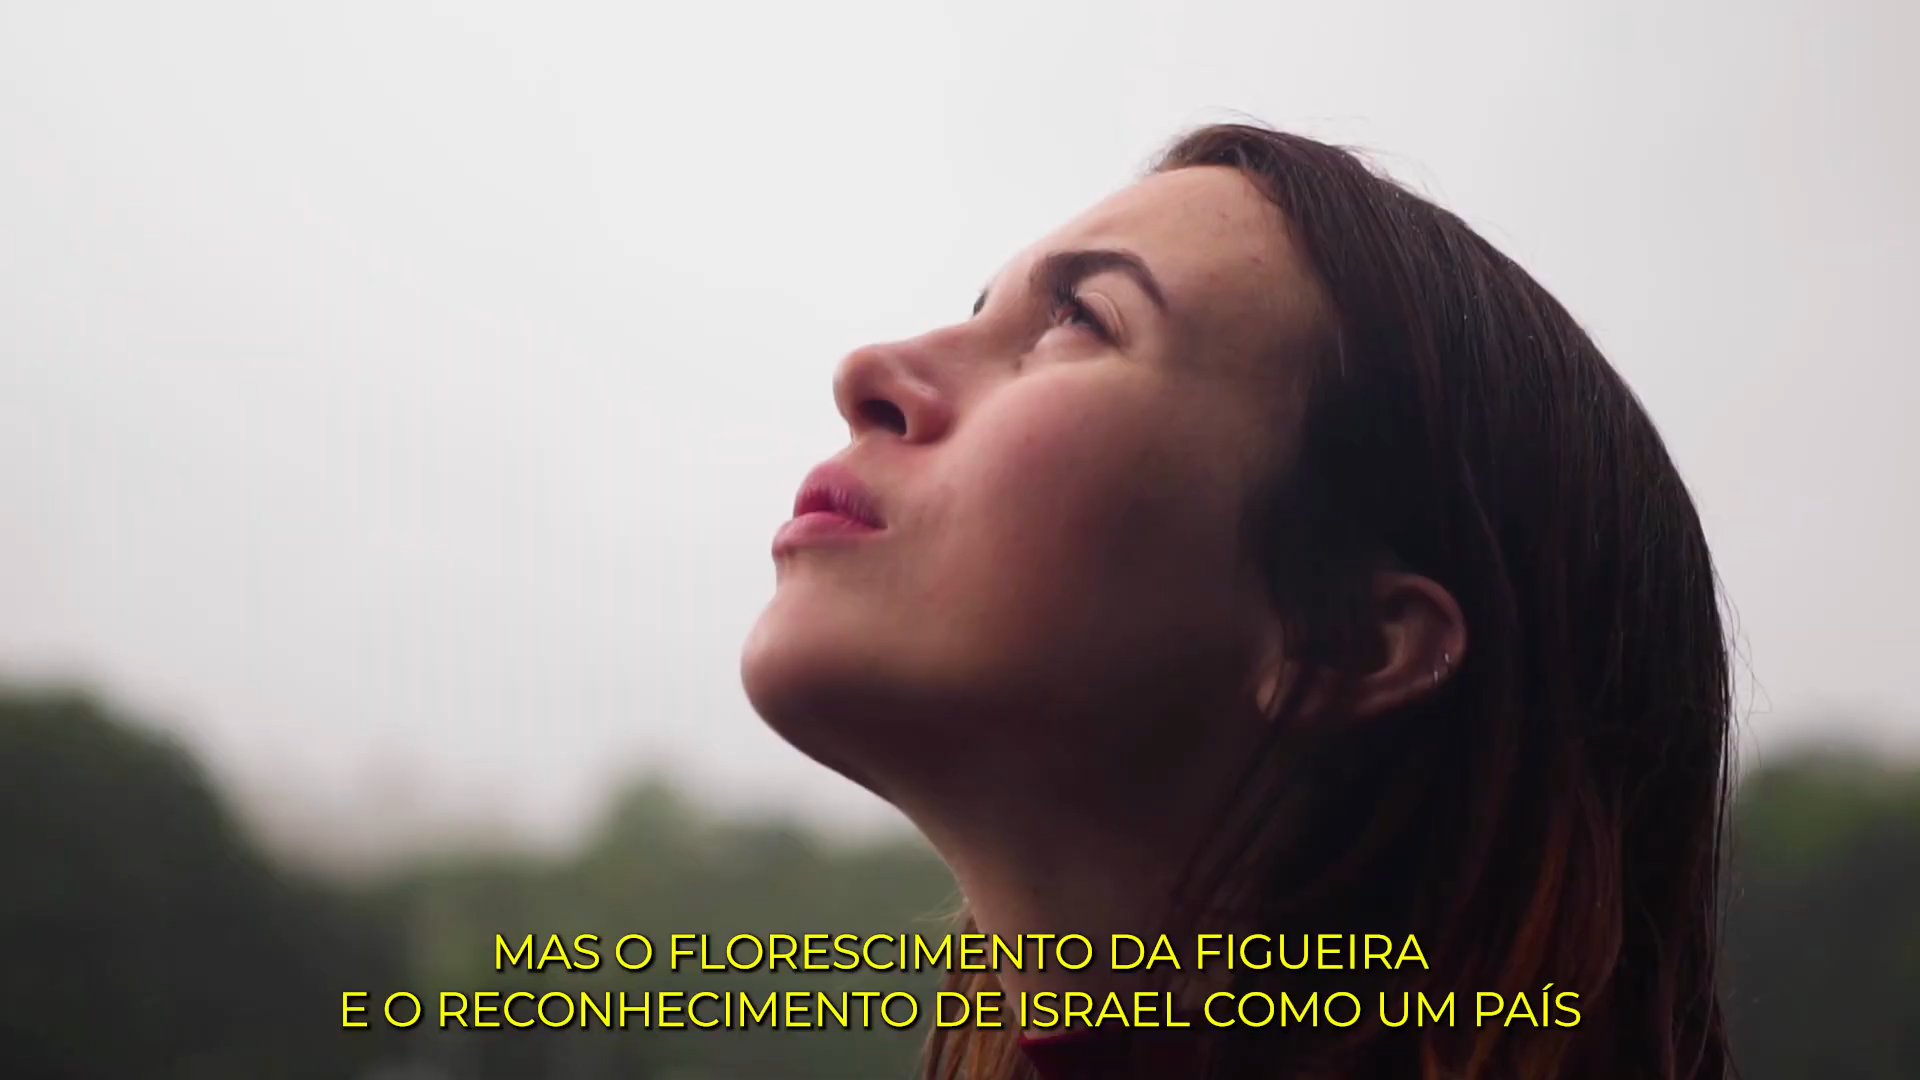 MAS O FLORESCIMENTO DA FIGUEIRA
E O RECONHECIMENTO DE ISRAEL COMO UM PAÍS